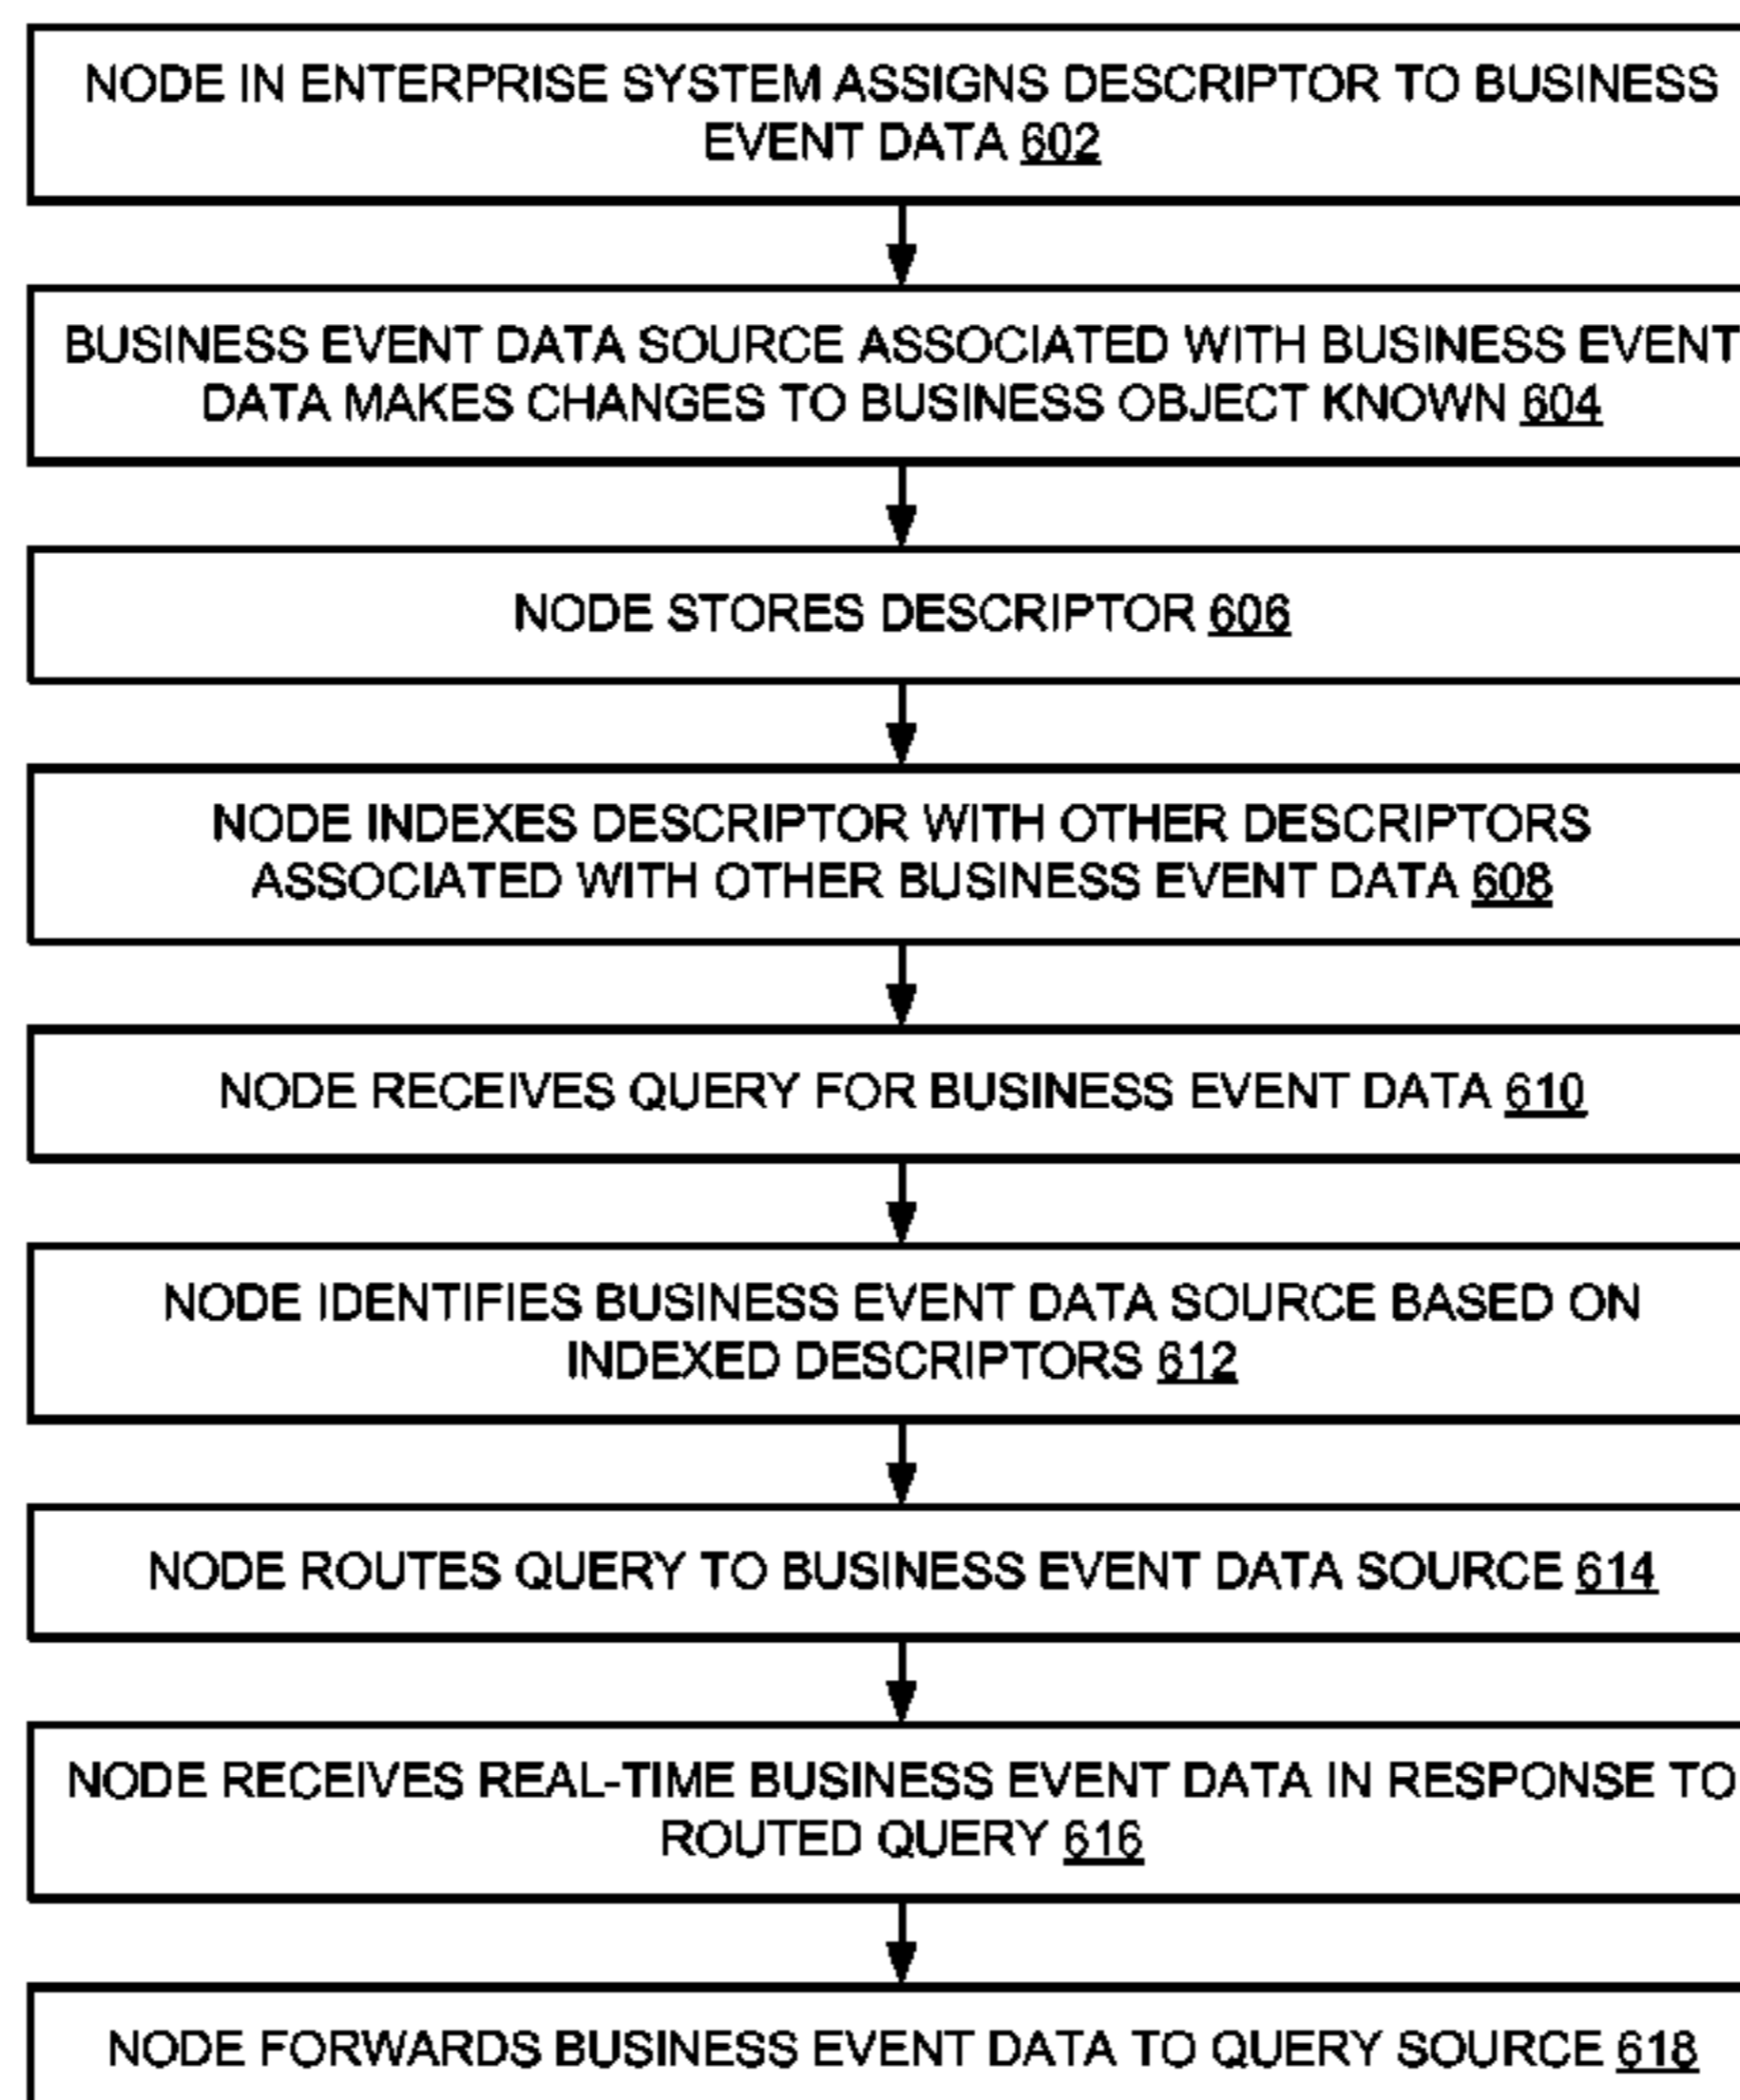 NODE IN ENTERPRISE SYSTEM ASSIGNS DESCRIPTOR TO BUSINESS
EVENT DATA 602
BUSINESS EVENT DATA SOURCE ASSOCIATED WITH BUSINESS EVENT
DATA MAKES CHANGES TO BUSINESS OBJECT KNOWN 604
NODE STORES DESCRIPTOR 606
NODE INDEXES DESCRIPTOR WITH OTHER DESCRIPTORS
ASSOCIATED WITH OTHER BUSINESS EVENT DATA 608
NODE RECEIVES QUERY FOR BUSINESS EVENT DATA 610
NODE IDENTIFIES BUSINESS EVENT DATA SOURCE BASED ON
INDEXED DESCRIPTORS 612
NODE ROUTES QUERY TO BUSINESS EVENT DATA SOURCE 614
NODE RECEIVES REAL-TIME BUSINESS EVENT DATA IN RESPONSE TO
ROUTED QUERY 616
NODE FORWARDS BUSINESS EVENT DATA TO QUERY SOURCE 618